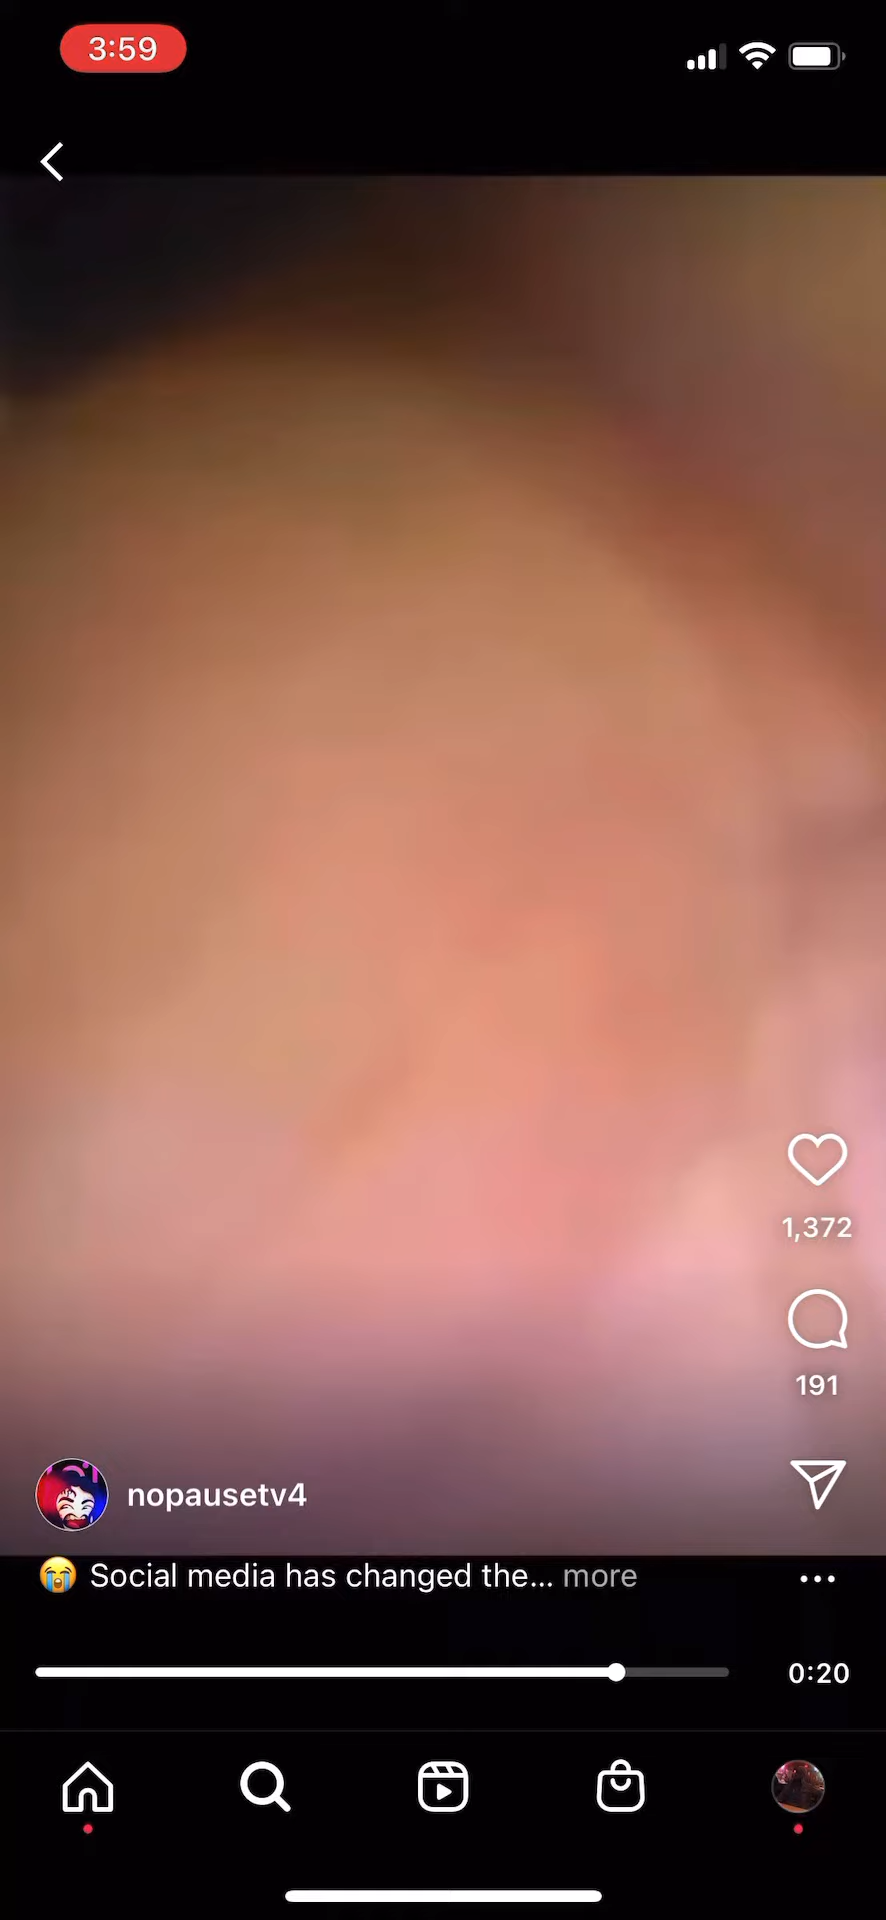 3:59
1,372
191
nopausetv4
😭 Social media has changed the... more
0:20